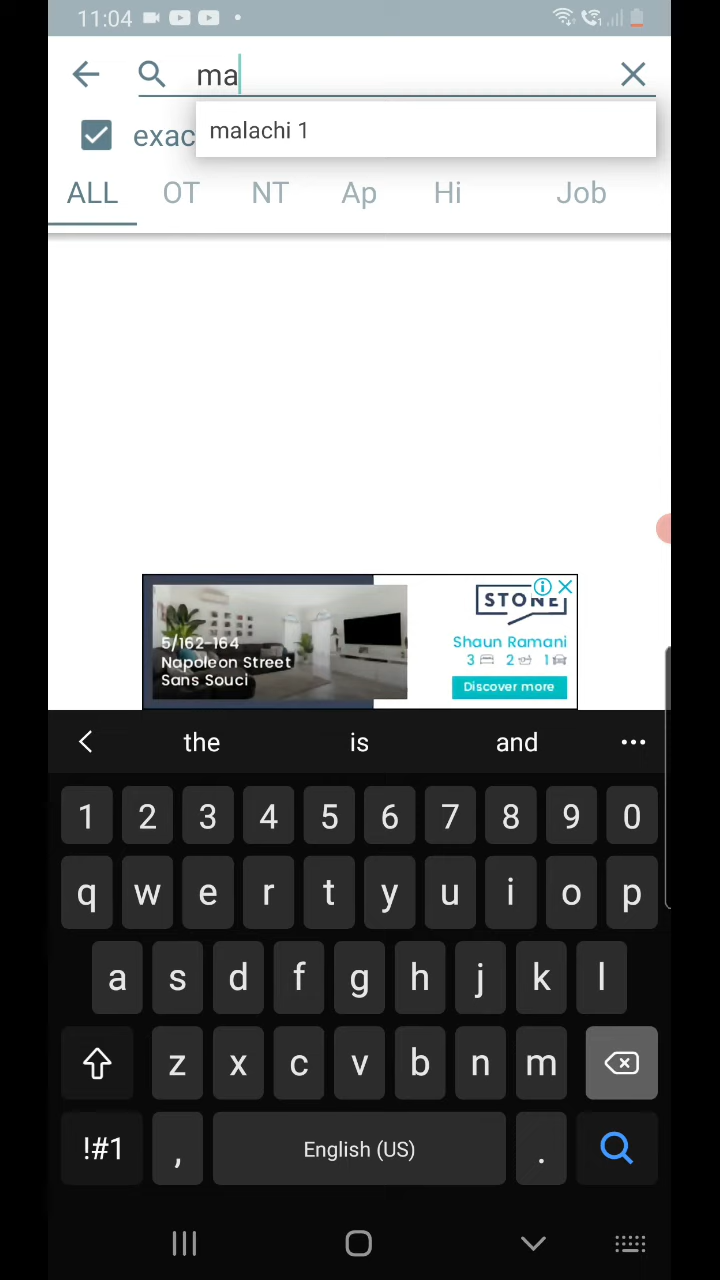 11:04
ma
exac
malachi 1
ALL OT NT Ap Hi Job
5/162-164
Napoleon Street
Sans Souci
STONE
Shaun Ramani
3 2 1
Discover more
the is and
1 2 3 4 5 6 7 8 9 0
q w e r t y u i o p
a s d f g h j k l
z x c v b n m
!#1 , English (US) .